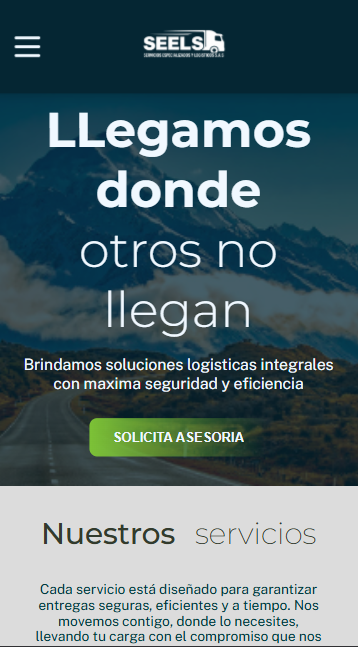 SEELS
SERVICIOS ESPECIALIZADOS Y LOGISTICOS S.A.S
LLegamos
donde
otros no
llegan
Brindamos soluciones logisticas integrales
con maxima seguridad y eficiencia
SOLICITA ASESORIA
Nuestros servicios
Cada servicio está diseñado para garantizar
entregas seguras, eficientes y a tiempo. Nos
movemos contigo, donde lo necesites,
llevando tu carga con el compromiso que nos